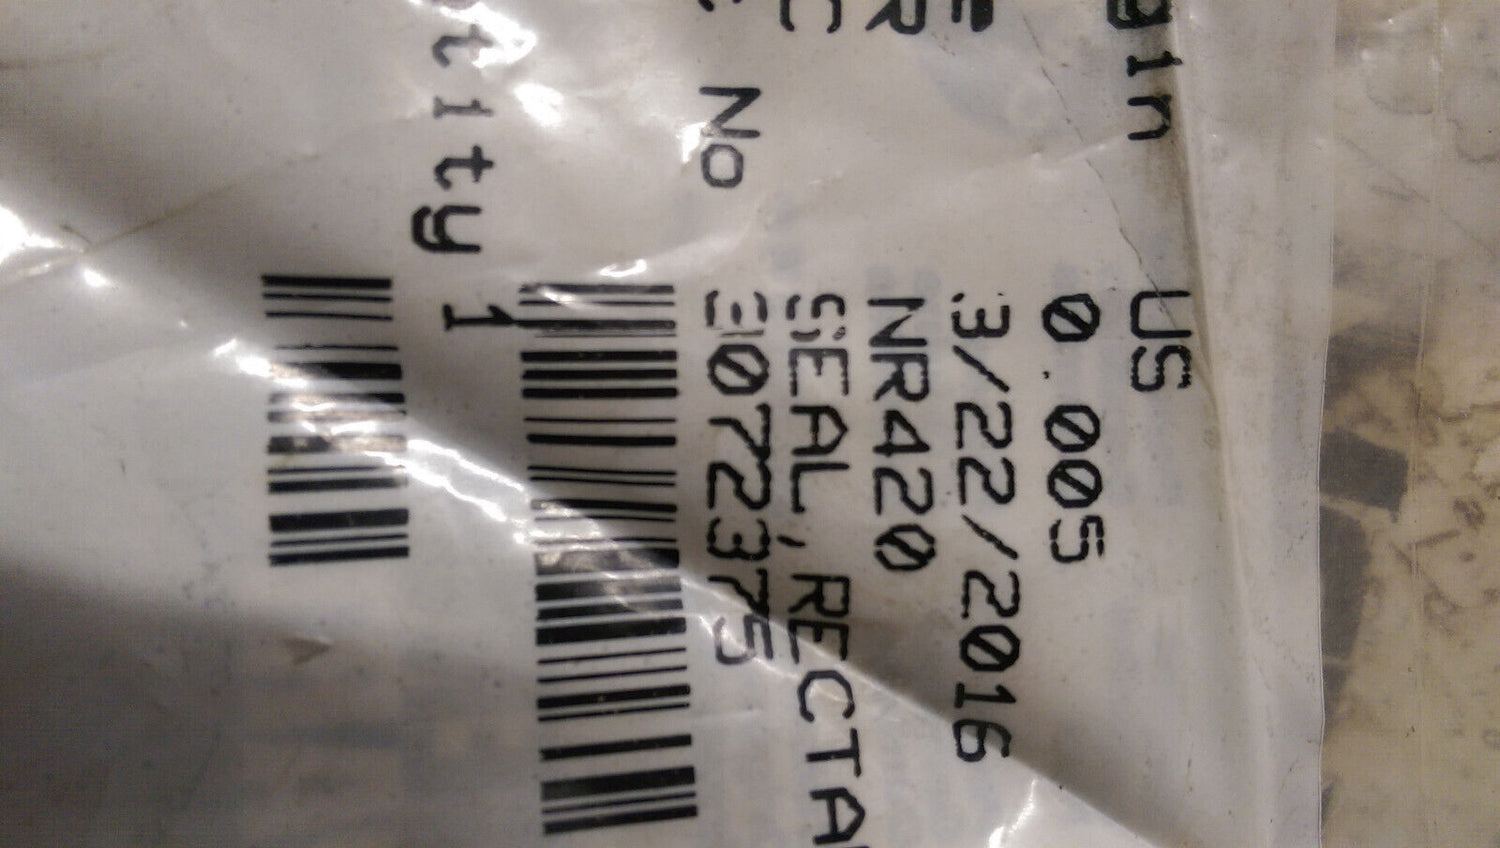 gin US
0.005
3/22/2016
R NR420
C SEAL,RECTA
No 3072375
tity 1